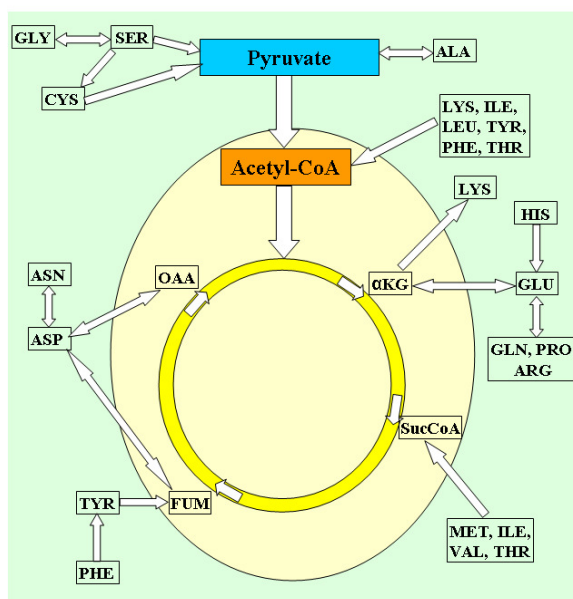 GLY
SER
Pyruvate
ALA
CYS
LYS, ILE,
LEU, TYR,
PHE, THR
Acetyl-CoA
LYS
HIS
ASN
OAA
αKG
GLU
ASP
GLN, PRO
ARG
SucCoA
TYR
FUM
MET, ILE,
VAL, THR
PHE